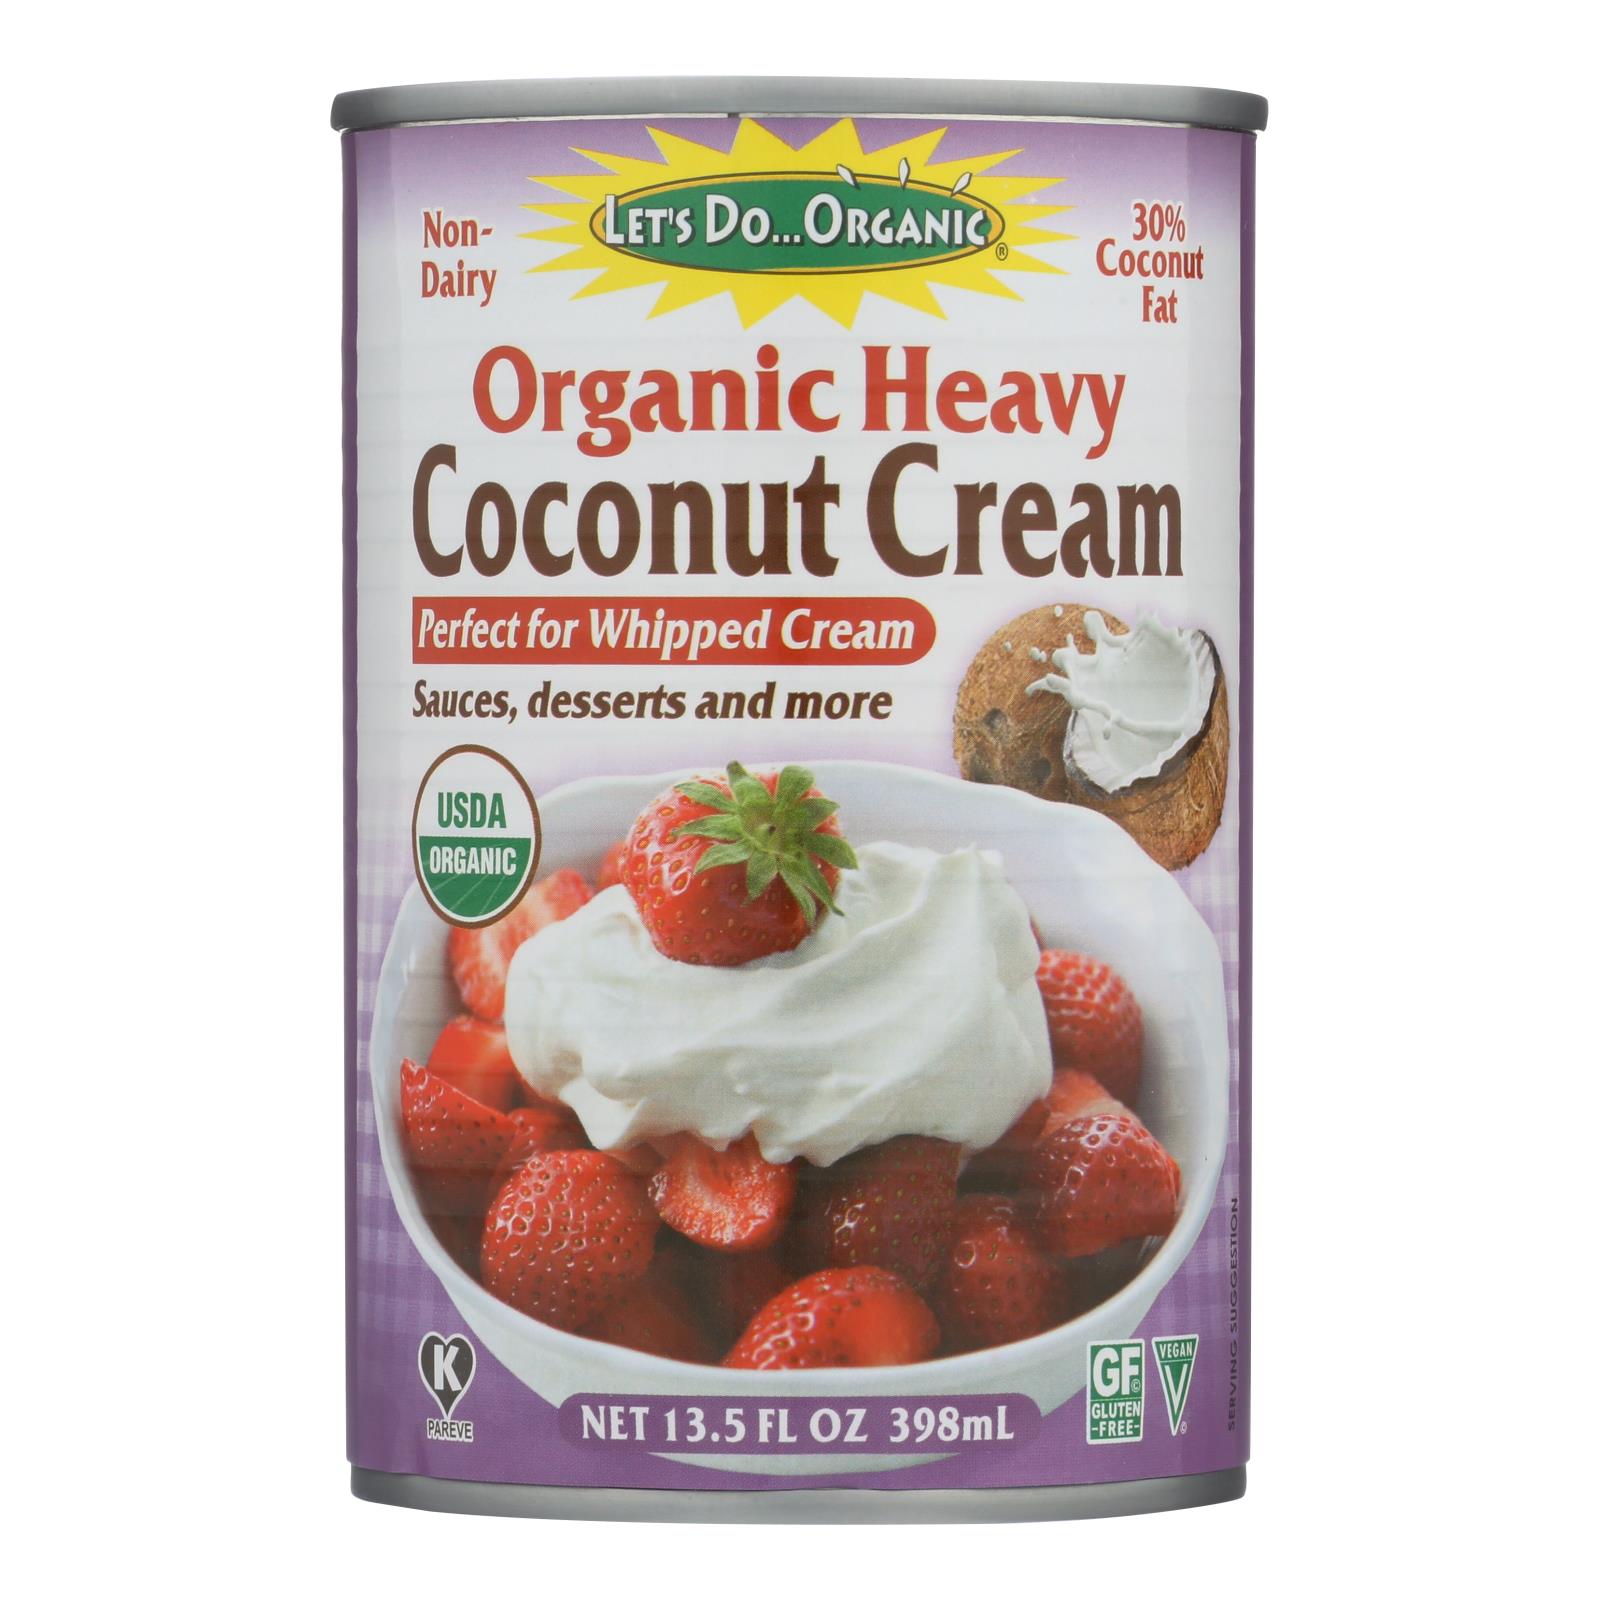 LET'S DO...ORGANIC®
Non-
Dairy
30%
Coconut
Fat
Organic Heavy
Coconut Cream
Perfect for Whipped Cream
Sauces, desserts and more
USDA
ORGANIC
K
PAREVE
NET 13.5 FL OZ 398mL
GF©
GLUTEN
-FREE-
VEGAN
V©
SERVING SUGGESTION